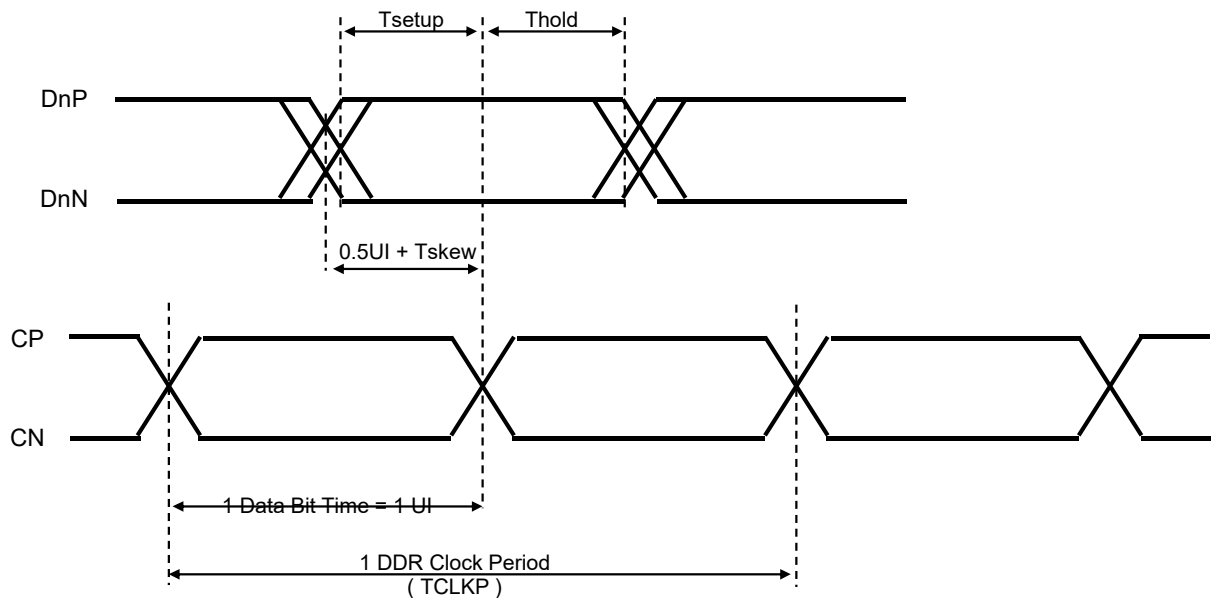 Tsetup Thold
DnP
DnN
0.5UI + Tskew
CP
CN
1 Data Bit Time = 1 UI
1 DDR Clock Period
( TCLKP )